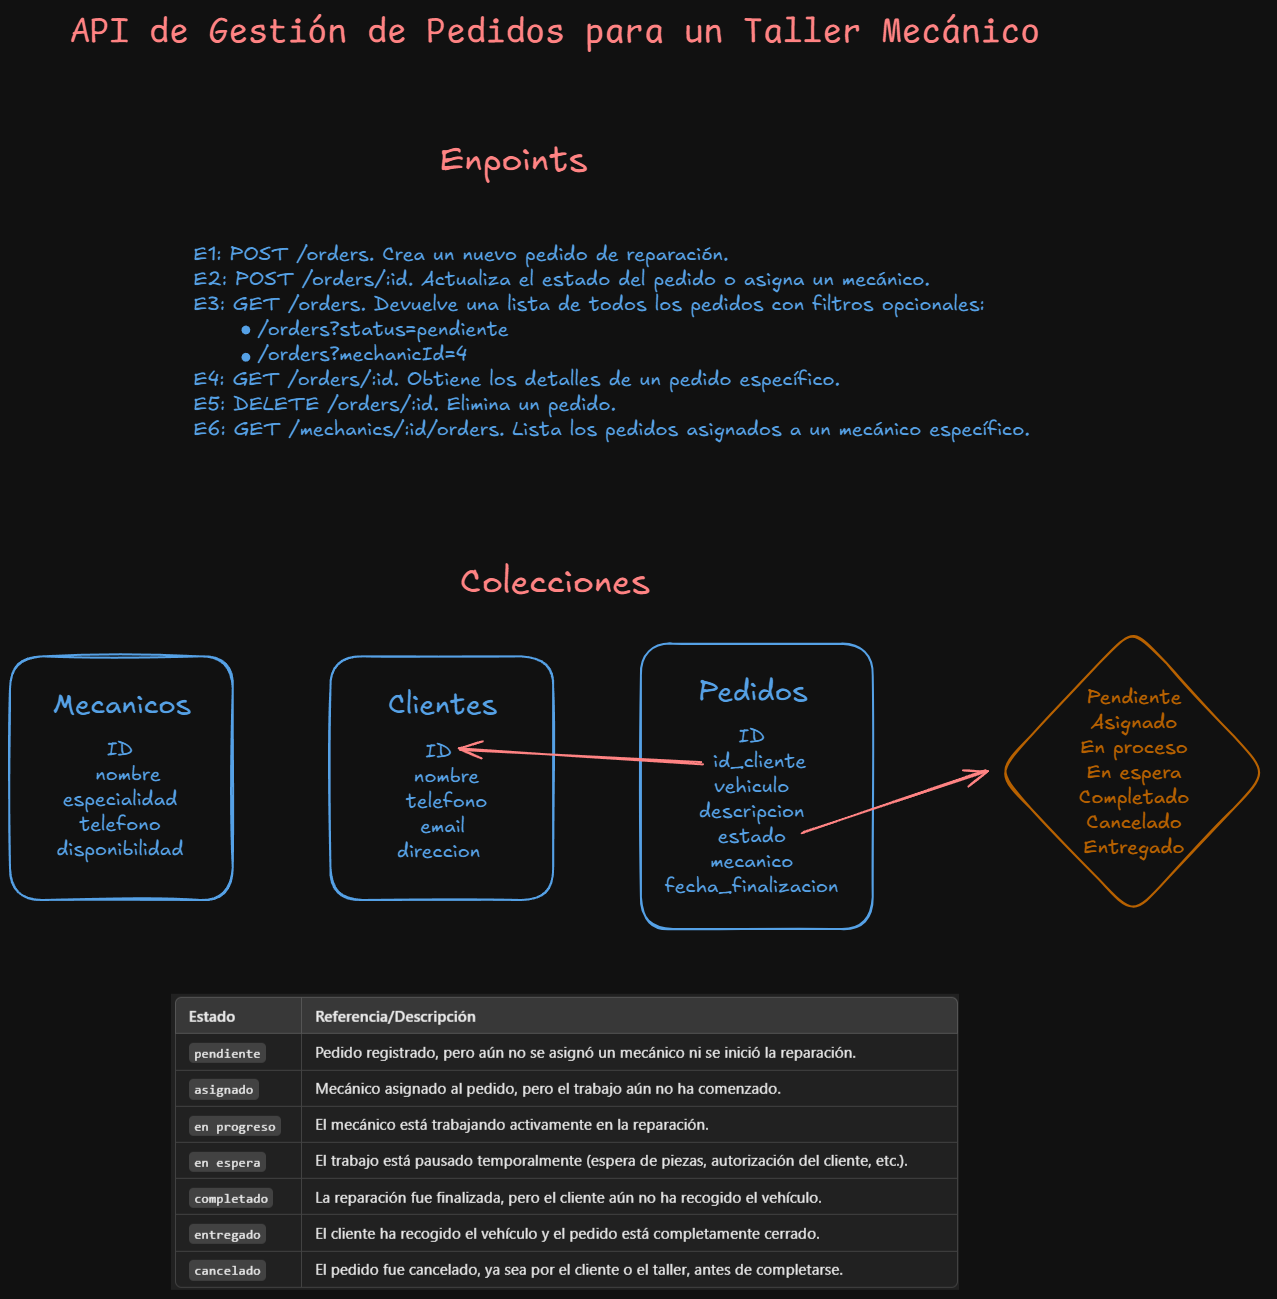 API de Gestión de Pedidos para un Taller Mecánico
Enpoints
E1: POST /orders. Crea un nuevo pedido de reparación.
E2: POST /orders/:id. Actualiza el estado del pedido o asigna un mecánico.
E3: GET /orders. Devuelve una lista de todos los pedidos con filtros opcionales:
• /orders?status=pendiente
• /orders?mechanicId=4
E4: GET /orders/:id. Obtiene los detalles de un pedido específico.
E5: DELETE /orders/:id. Elimina un pedido.
E6: GET /mechanics/:id/orders. Lista los pedidos asignados a un mecánico específico.
Colecciones
Mecanicos
ID
nombre
especialidad
telefono
disponibilidad
Clientes
ID
nombre
telefono
email
direccion
Pedidos
ID
id_cliente
vehiculo
descripcion
estado
mecanico
fecha_finalizacion
Pendiente
Asignado
En proceso
En espera
Completado
Cancelado
Entregado
Estado Referencia/Descripción
pendiente Pedido registrado, pero aún no se asignó un mecánico ni se inició la reparación.
asignado Mecánico asignado al pedido, pero el trabajo aún no ha comenzado.
en progreso El mecánico está trabajando activamente en la reparación.
en espera El trabajo está pausado temporalmente (espera de piezas, autorización del cliente, etc.).
completado La reparación fue finalizada, pero el cliente aún no ha recogido el vehículo.
entregado El cliente ha recogido el vehículo y el pedido está completamente cerrado.
cancelado El pedido fue cancelado, ya sea por el cliente o el taller, antes de completarse.